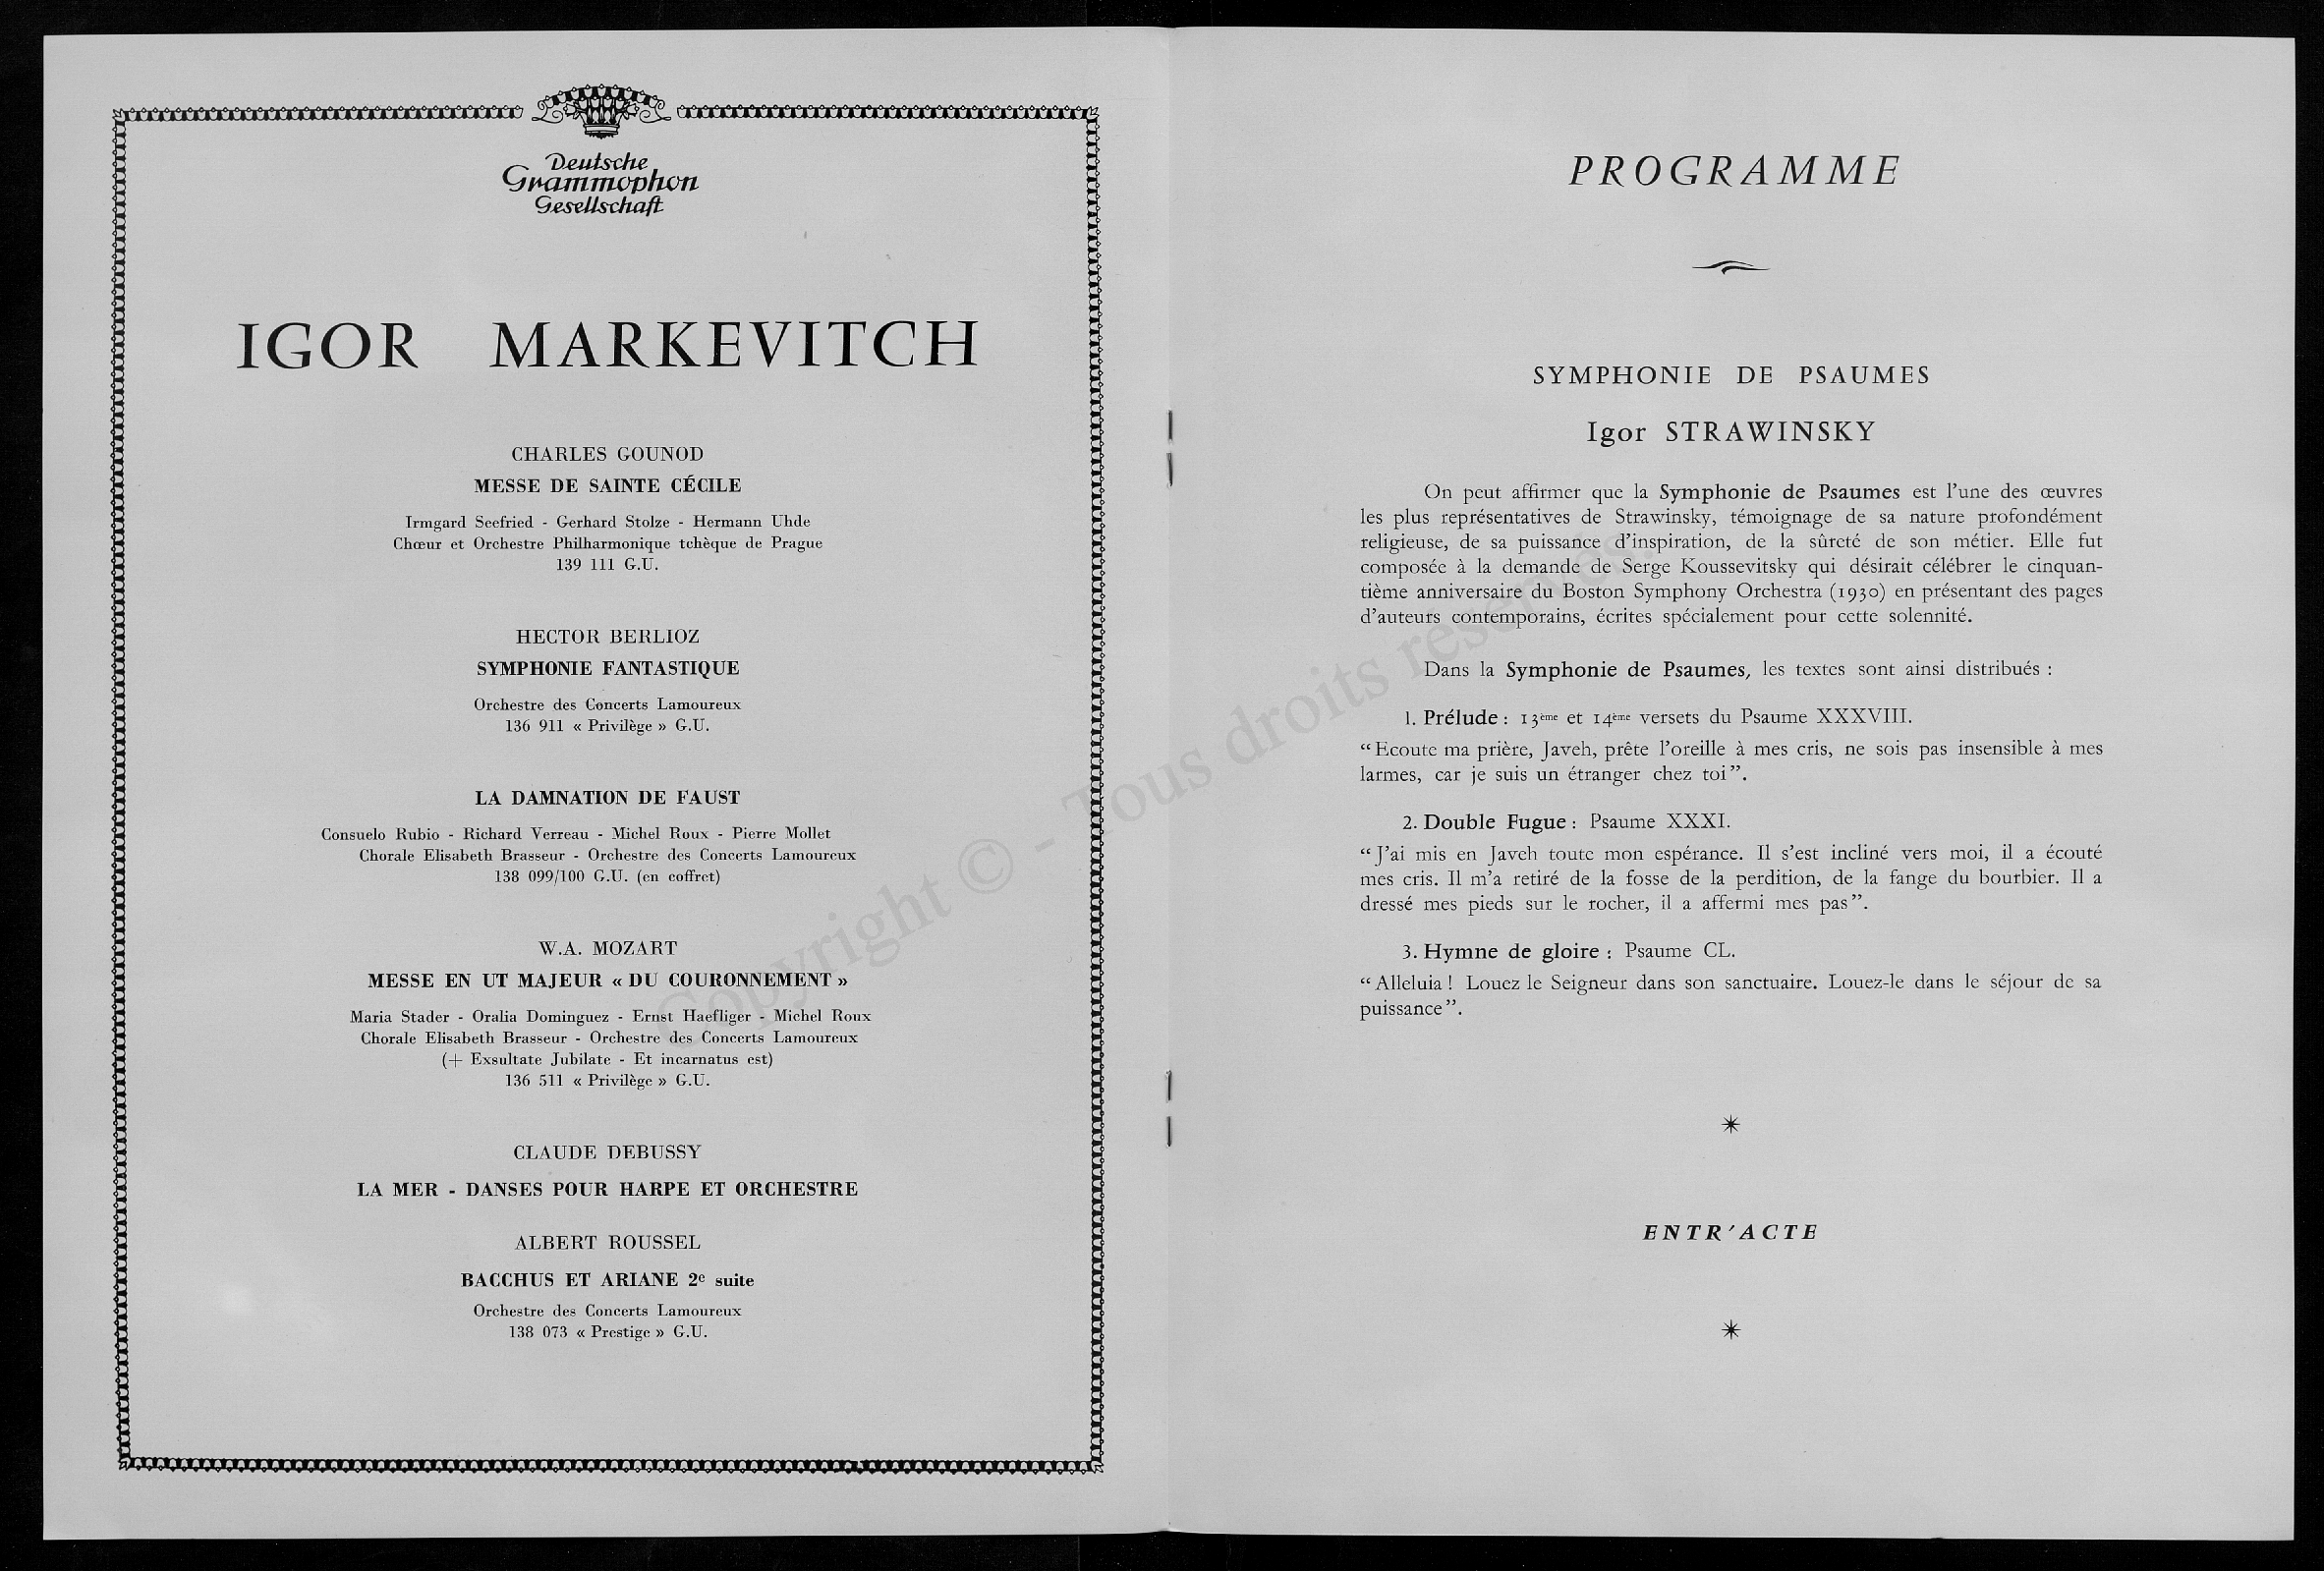 Deutsche
Grammophon
Gesellschaft
IGOR MARKEVITCH
CHARLES GOUNOD
MESSE DE SAINTE CÉCILE
Irmgard Seefried - Gerhard Stolze - Hermann Uhde
Chœur et Orchestre Philharmonique tchèque de Prague
139 111 G.U.
HECTOR BERLIOZ
SYMPHONIE FANTASTIQUE
Orchestre des Concerts Lamoureux
136 911 « Privilège » G.U.
LA DAMNATION DE FAUST
Consuelo Rubio - Richard Verreau - Michel Roux - Pierre Mollet
Chorale Elisabeth Brasseur - Orchestre des Concerts Lamoureux
138 099/100 G.U. (en coffret)
W.A. MOZART
MESSE EN UT MAJEUR « DU COURONNEMENT »
Maria Stader - Oralia Dominguez - Ernst Haefliger - Michel Roux
Chorale Elisabeth Brasseur - Orchestre des Concerts Lamoureux
(+ Exsultate Jubilate - Et incarnatus est)
136 511 « Privilège » G.U.
CLAUDE DEBUSSY
LA MER - DANSES POUR HARPE ET ORCHESTRE
ALBERT ROUSSEL
BACCHUS ET ARIANE 2e suite
Orchestre des Concerts Lamoureux
138 073 « Prestige » G.U.
PROGRAMME
SYMPHONIE DE PSAUMES
Igor STRAWINSKY
On peut affirmer que la Symphonie de Psaumes est l'une des œuvres
les plus représentatives de Strawinsky, témoignage de sa nature profondément
religieuse, de sa puissance d'inspiration, de la sûreté de son métier. Elle fut
composée à la demande de Serge Koussevitsky qui désirait célébrer le cinquan-
tième anniversaire du Boston Symphony Orchestra (1930) en présentant des pages
d'auteurs contemporains, écrites spécialement pour cette solennité.
Dans la Symphonie de Psaumes, les textes sont ainsi distribués :
1. Prélude : 13ème et 14ème versets du Psaume XXXVIII.
“Ecoute ma prière, Javeh, prête l'oreille à mes cris, ne sois pas insensible à mes
larmes, car je suis un étranger chez toi”.
2. Double Fugue : Psaume XXXI.
“J'ai mis en Javeh toute mon espérance. Il s'est incliné vers moi, il a écouté
mes cris. Il m'a retiré de la fosse de la perdition, de la fange du bourbier. Il a
dressé mes pieds sur le rocher, il a affermi mes pas”.
3. Hymne de gloire : Psaume CL.
“Alleluia ! Louez le Seigneur dans son sanctuaire. Louez-le dans le séjour de sa
puissance”.
ENTR'ACTE
Copyright © - Tous droits réservés.